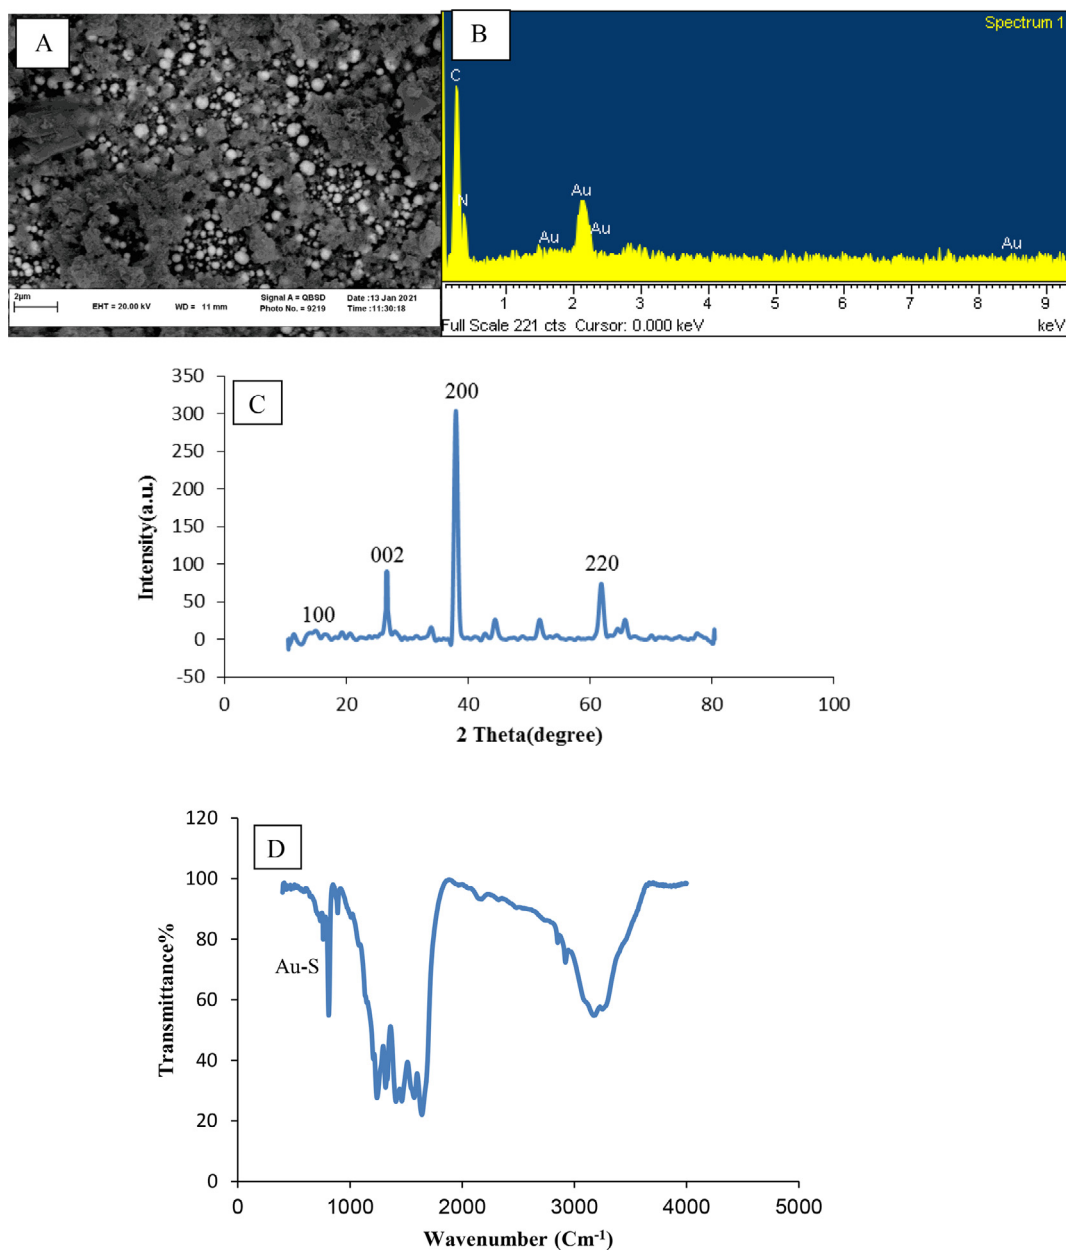 A
2μm
EHT = 20.00 kV
WD = 11 mm
Signal A = QBSD
Photo No. = 9219
Date :13 Jan 2021
Time :11:30:18
B
Spectrum 1
C
N
Au
Au
Au
Au
1 2 3 4 5 6 7 8 9
Full Scale 221 cts Cursor: 0.000 keV
keV
C
350
300
250
200
150
100
50
0
-50
100
002
200
220
0 20 40 60 80 100
Intensity(a.u.)
2 Theta(degree)
D
120
100
80
60
40
20
0
Au-S
0 1000 2000 3000 4000 5000
Transmittance%
Wavenumber (Cm⁻¹)